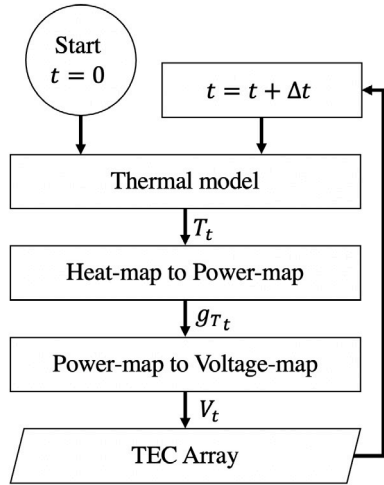 Start
t = 0
t = t + Δt
Thermal model
T_t
Heat-map to Power-map
g_{T_t}
Power-map to Voltage-map
V_t
TEC Array